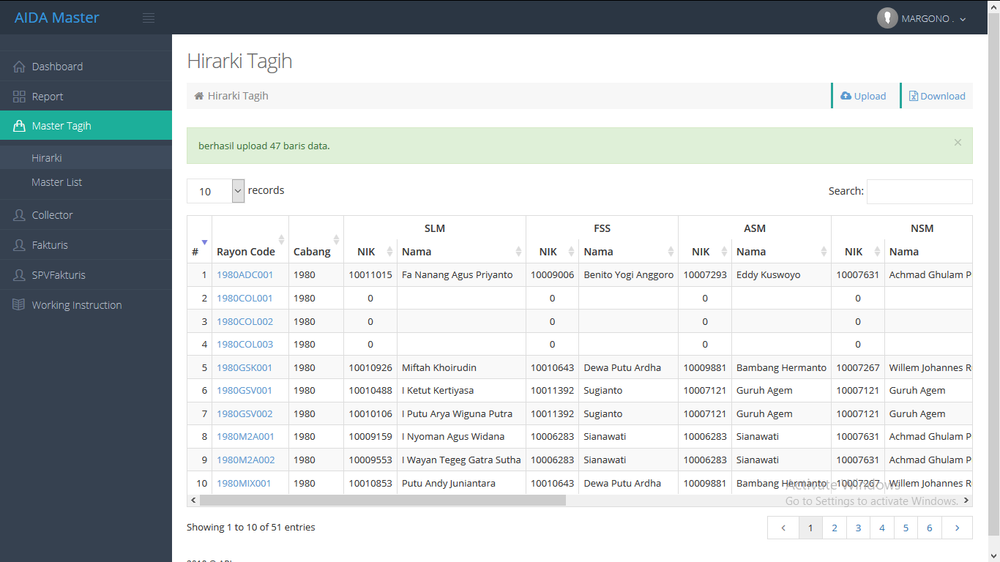 AIDA Master
MARGONO .
Dashboard
Report
Master Tagih
Hirarki
Master List
Collector
Fakturis
SPVFakturis
Working Instruction
Hirarki Tagih
Hirarki Tagih
Upload
Download
berhasil upload 47 baris data.
×
10 records
Search:
SLM FSS ASM NSM
# Rayon Code Cabang NIK Nama NIK Nama NIK Nama NIK Nama
1 1980ADC001 1980 10011015 Fa Nanang Agus Priyanto 10009006 Benito Yogi Anggoro 10007293 Eddy Kuswoyo 10007631 Achmad Ghulam P
2 1980COL001 1980 0 0 0 0
3 1980COL002 1980 0 0 0 0
4 1980COL003 1980 0 0 0 0
5 1980GSK001 1980 10010926 Miftah Khoirudin 10010643 Dewa Putu Ardha 10009881 Bambang Hermanto 10007267 Willem Johannes R
6 1980GSV001 1980 10010488 I Ketut Kertiyasa 10011392 Sugianto 10007121 Guruh Agem 10007121 Guruh Agem
7 1980GSV002 1980 10010106 I Putu Arya Wiguna Putra 10011392 Sugianto 10007121 Guruh Agem 10007121 Guruh Agem
8 1980M2A001 1980 10009159 I Nyoman Agus Widana 10006283 Sianawati 10006283 Sianawati 10007631 Achmad Ghulam P
9 1980M2A002 1980 10009553 I Wayan Tegeg Gatra Sutha 10006283 Sianawati 10006283 Sianawati 10007631 Achmad Ghulam P
10 1980MIX001 1980 10010853 Putu Andy Juniantara 10010643 Dewa Putu Ardha 10009881 Bambang Hermanto 10007267 Willem Johannes R
Activate Windows
Go to Settings to activate Windows.
Showing 1 to 10 of 51 entries
< 1 2 3 4 5 6 >